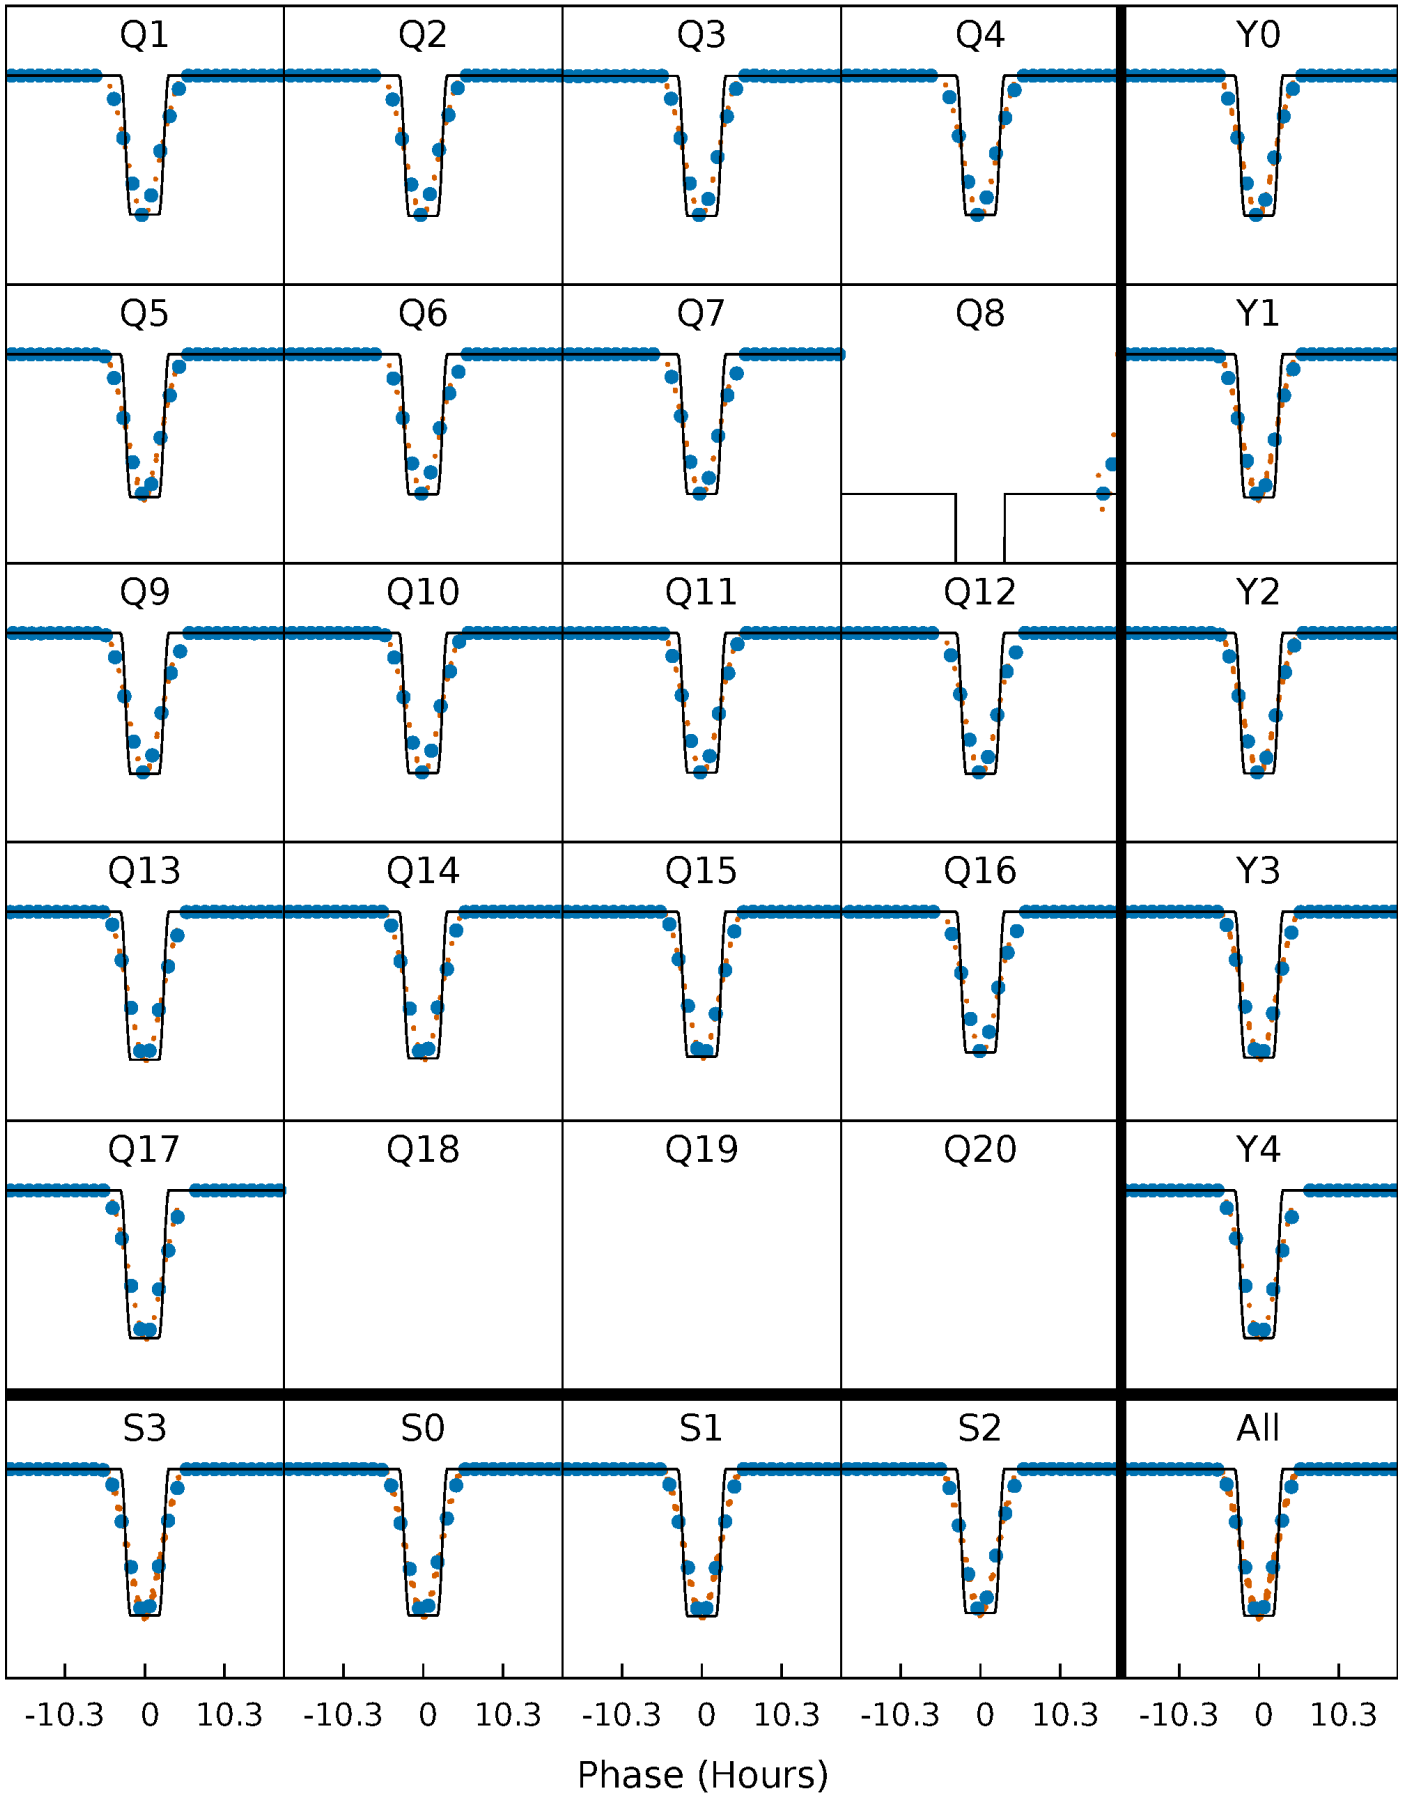 Q1 Q2 Q3 Q4 Y0
Q5 Q6 Q7 Q8 Y1
Q9 Q10 Q11 Q12 Y2
Q13 Q14 Q15 Q16 Y3
Q17 Q18 Q19 Q20 Y4
S3 S0 S1 S2 All
-10.3 0 10.3 -10.3 0 10.3 -10.3 0 10.3 -10.3 0 10.3 -10.3 0 10.3
Phase (Hours)